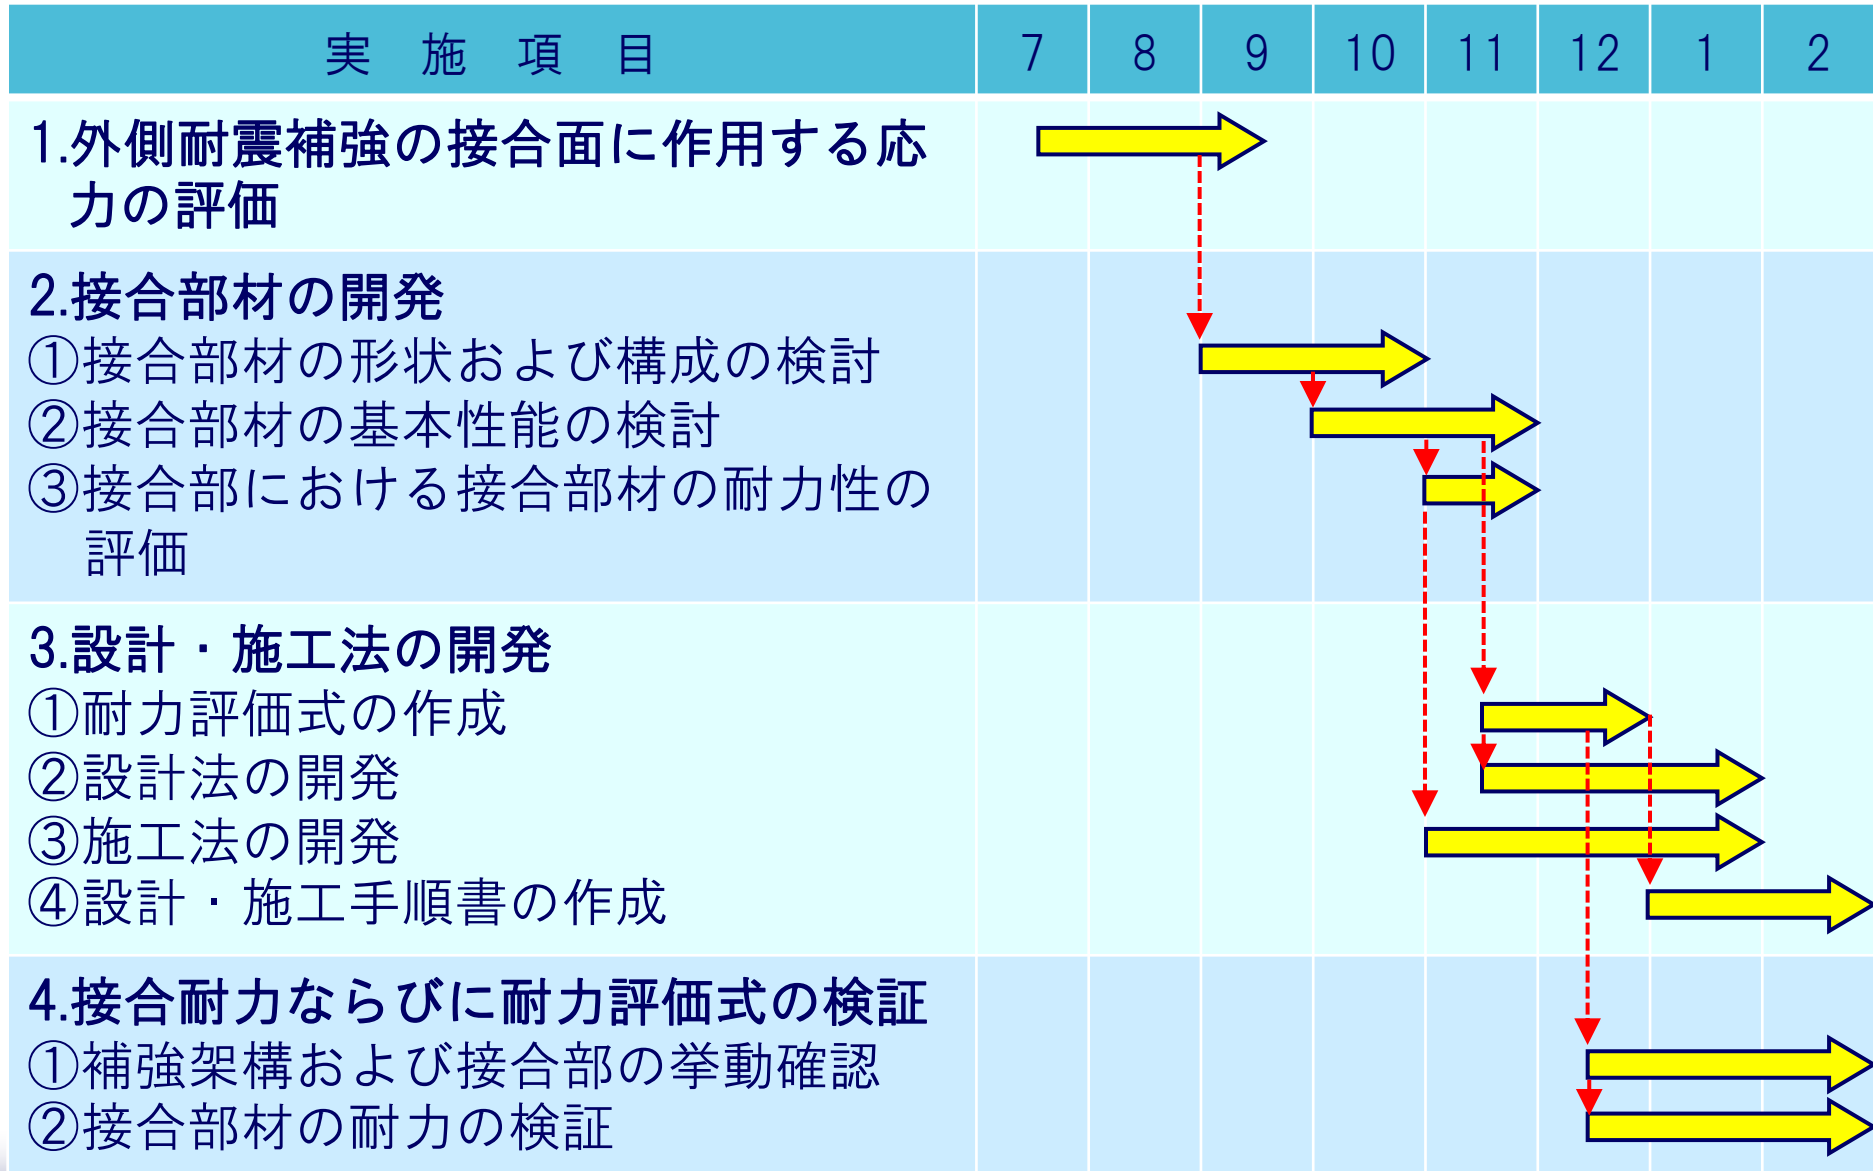 実 施 項 目 7 8 9 10 11 12 1 2
1.外側耐震補強の接合面に作用する応
力の評価
2.接合部材の開発
①接合部材の形状および構成の検討
②接合部材の基本性能の検討
③接合部における接合部材の耐力性の
評価
3.設計・施工法の開発
①耐力評価式の作成
②設計法の開発
③施工法の開発
④設計・施工手順書の作成
4.接合耐力ならびに耐力評価式の検証
①補強架構および接合部の挙動確認
②接合部材の耐力の検証